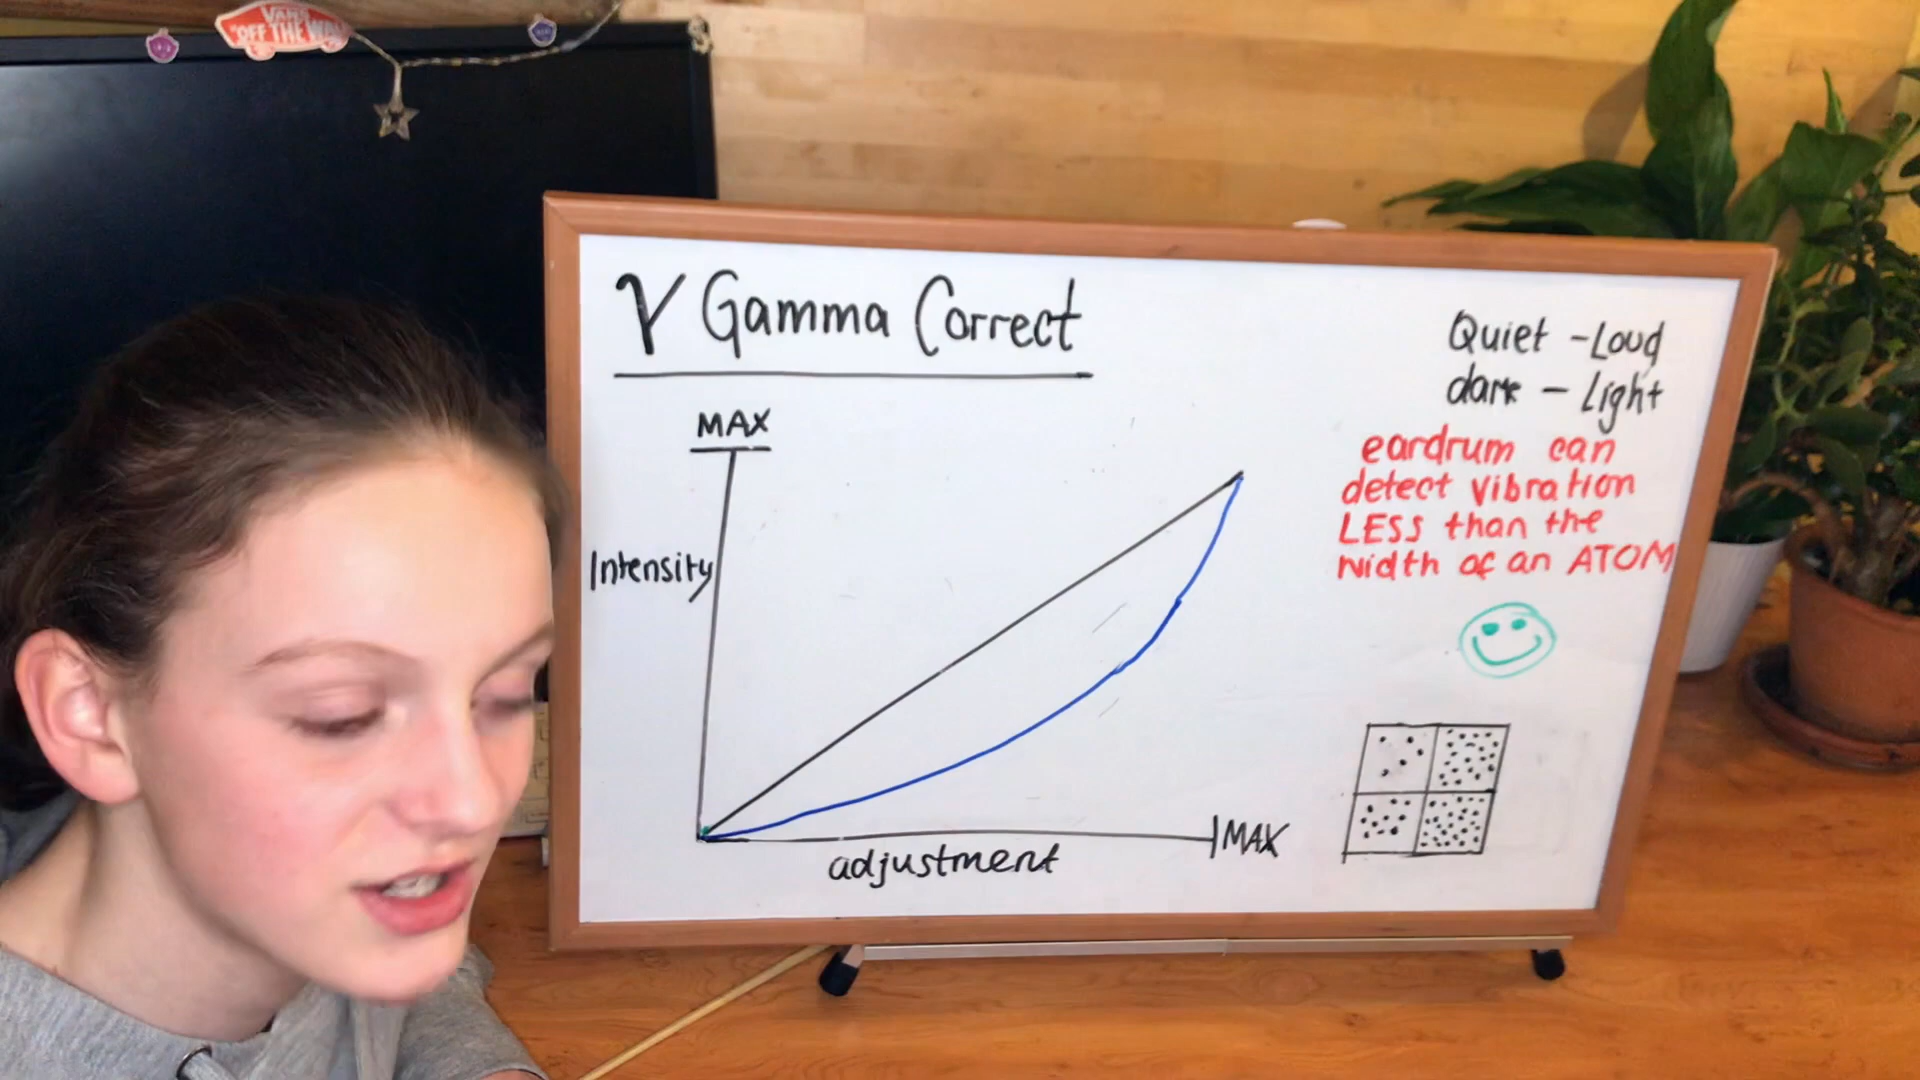 VANS
"OFF THE WALL
γ Gamma Correct
MAX
Intensity
adjustment
MAX
Quiet - Loud
dark - Light
eardrum can
detect vibration
LESS than the
width of an ATOM